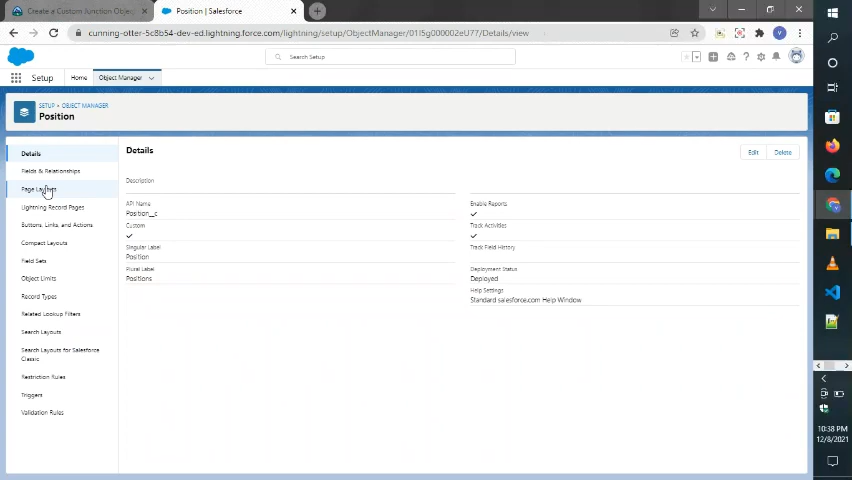 Create a Custom Junction Objec
Position | Salesforce
cunning-otter-5c8b54-dev-ed.lightning.force.com/lightning/setup/ObjectManager/01I5g000002eU77/Details/view
Search Setup
Setup
Home
Object Manager
SETUP > OBJECT MANAGER
Position
Details
Fields & Relationships
Page Layouts
Lightning Record Pages
Buttons, Links, and Actions
Compact Layouts
Field Sets
Object Limits
Record Types
Related Lookup Filters
Search Layouts
Search Layouts for Salesforce
Classic
Restriction Rules
Triggers
Validation Rules
Details
Edit
Delete
Description
API Name
Position__c
Custom
Singular Label
Position
Plural Label
Positions
Enable Reports
Track Activities
Track Field History
Deployment Status
Deployed
Help Settings
Standard salesforce.com Help Window
10:38 PM
12/8/2021